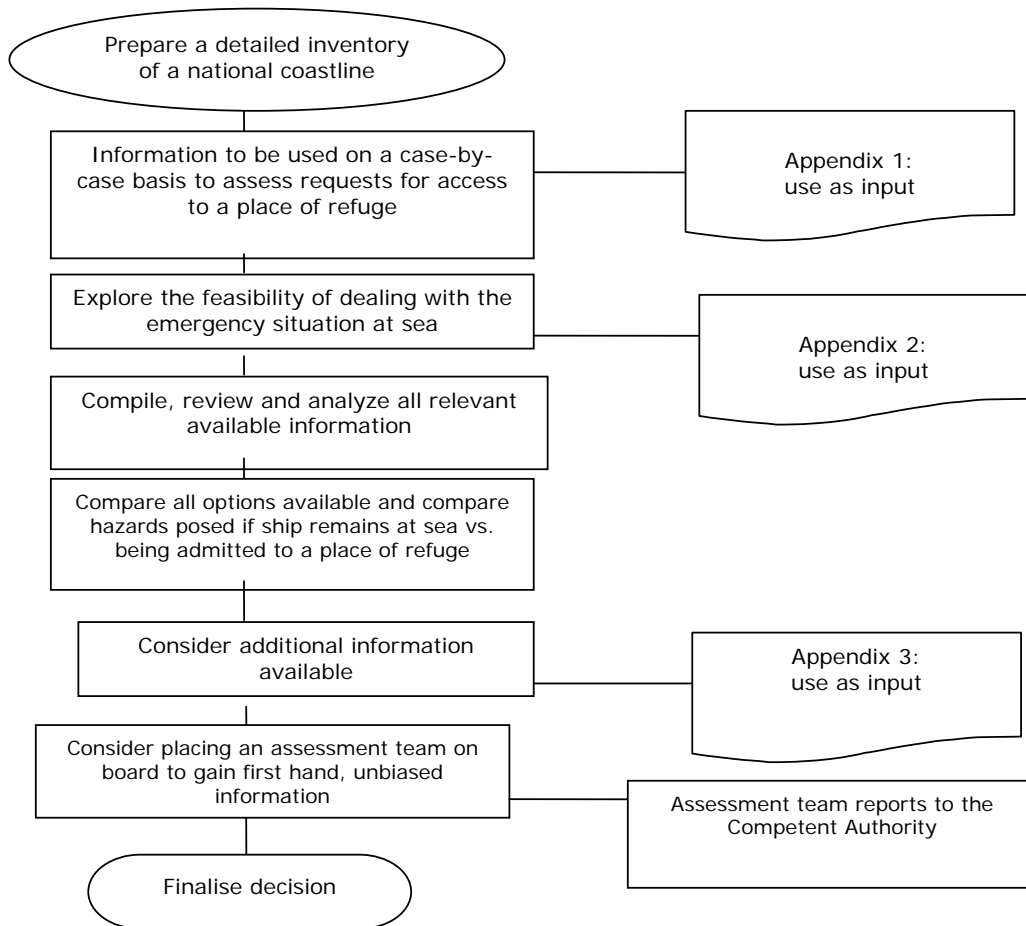 Prepare a detailed inventory
of a national coastline
Information to be used on a case-by-
case basis to assess requests for access
to a place of refuge
Appendix 1:
use as input
Explore the feasibility of dealing with the
emergency situation at sea
Appendix 2:
use as input
Compile, review and analyze all relevant
available information
Compare all options available and compare
hazards posed if ship remains at sea vs.
being admitted to a place of refuge
Consider additional information
available
Appendix 3:
use as input
Consider placing an assessment team on
board to gain first hand, unbiased
information
Assessment team reports to the
Competent Authority
Finalise decision